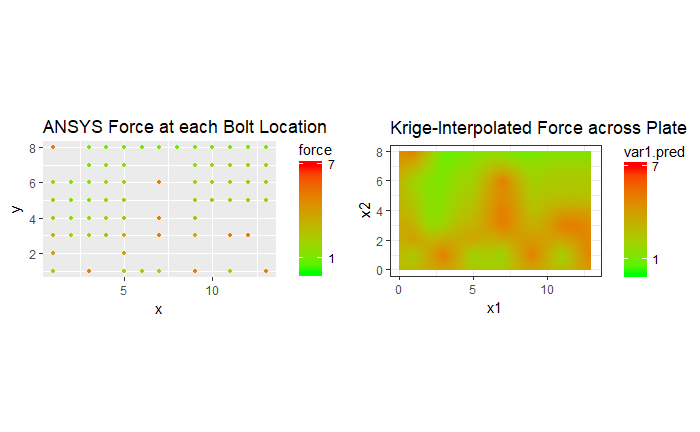 ANSYS Force at each Bolt Location
force
7
1
8
6
4
2
y
5
10
x
Krige-Interpolated Force across Plate
var1.pred
7
1
8
6
4
2
0
x2
0
5
10
x1